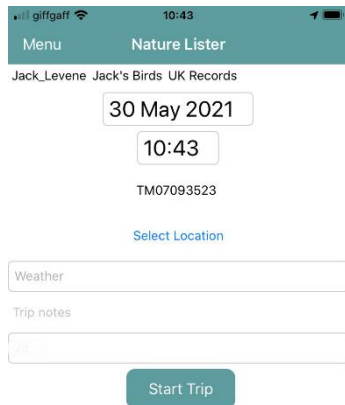 giffgaff 10:43
Menu Nature Lister
Jack_Levene Jack's Birds UK Records
30 May 2021
10:43
TM07093523
Select Location
Weather
Trip notes
Start Trip